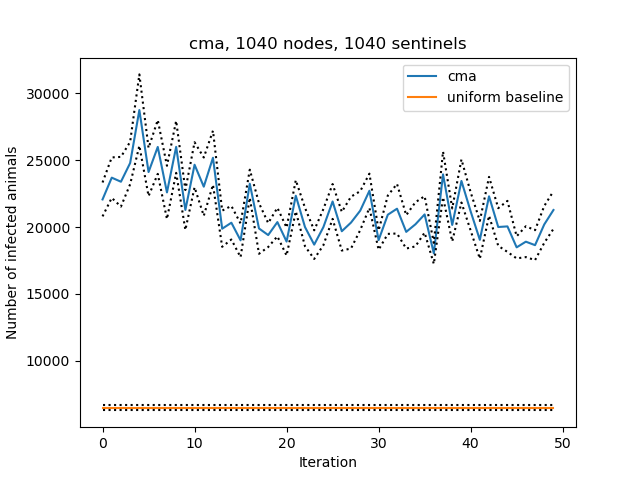 cma, 1040 nodes, 1040 sentinels
cma
uniform baseline
Number of infected animals
30000
25000
20000
15000
10000
0
10
20
30
40
50
Iteration